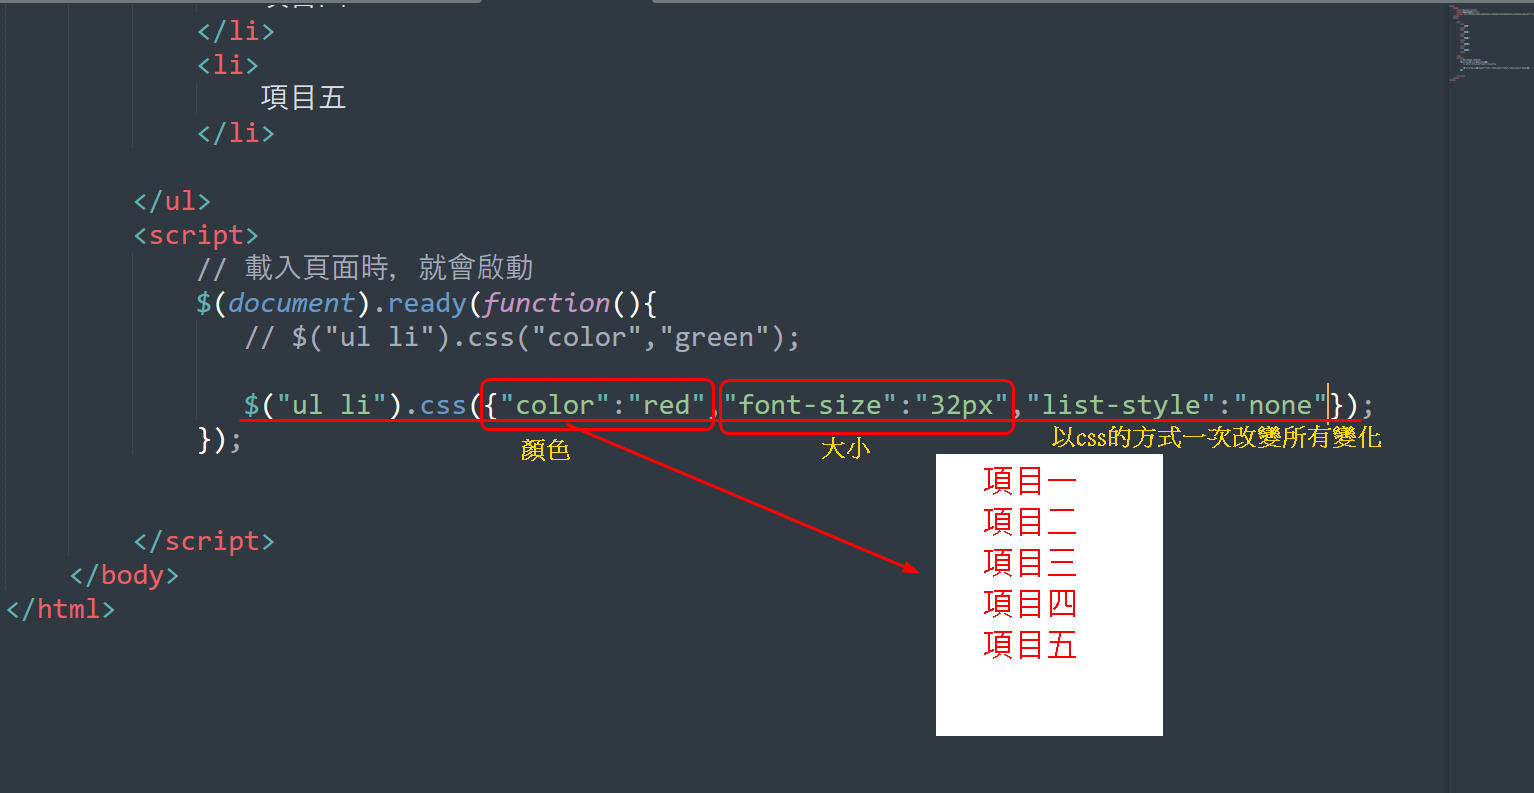 </li>
<li>
項目五
</li>
</ul>
<script>
// 載入頁面時, 就會啟動
$(document).ready(function(){
// $("ul li").css("color","green");
$("ul li").css({"color":"red","font-size":"32px","list-style":"none"});
顏色 大小 以css的方式一次改變所有變化
});
項目一
項目二
項目三
項目四
項目五
</script>
</body>
</html>